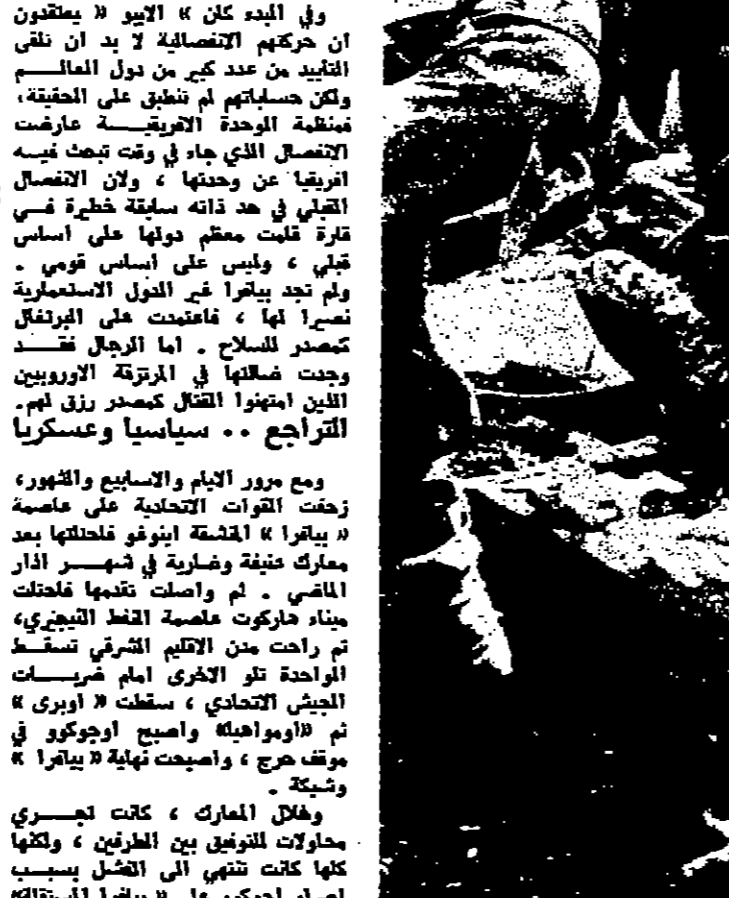 وفي البدء كان « الايبو » يعتقدون
ان حركتهم الانفصالية لا بد ان تلقى
التأييد من عدد كبير من دول العالم
ولكن حساباتهم لم تنطبق على الحقيقة،
فمنظمة الوحدة الافريقية عارضت
الانفصال الذي جاء في وقت تبحث فيه
افريقيا عن وحدتها ، ولان الانفصال
القبلي في حد ذاته سابقة خطيرة في
قارة قامت معظم دولها على اساس
قبلي ، وليس على اساس قومي .
ولم تجد بيافرا غير الدول الاستعمارية
نصيرا لها ، فاعتمدت على البرتغال
كمصدر للسلاح . اما الرجال فقد
وجدت ضالتها في المرتزقة الاوروبيين
الذين امتهنوا القتال كمصدر رزق لهم.
التراجع .. سياسيا وعسكريا
ومع مرور الايام والاسابيع والشهور،
زحفت القوات الاتحادية على عاصمة
« بيافرا » المنشقة اينوغو فاحتلتها بعد
معارك عنيفة وضارية في شهر اذار
الماضي . ثم واصلت تقدمها فاحتلت
ميناء هاركوت عاصمة النفط النيجيري،
ثم راحت مدن الاقليم الشرقي تسقط
الواحدة تلو الاخرى امام ضربات
الجيش الاتحادي ، سقطت « اوبرى »
ثم «اومواهيا» واصبح اوجوكوو في
موقف حرج ، واصبحت نهاية « بيافرا »
وشيكة .
وخلال المعارك ، كانت تجري
محاولات للتوفيق بين الطرفين ، ولكنها
كلها كانت تنتهي الى الفشل بسبب